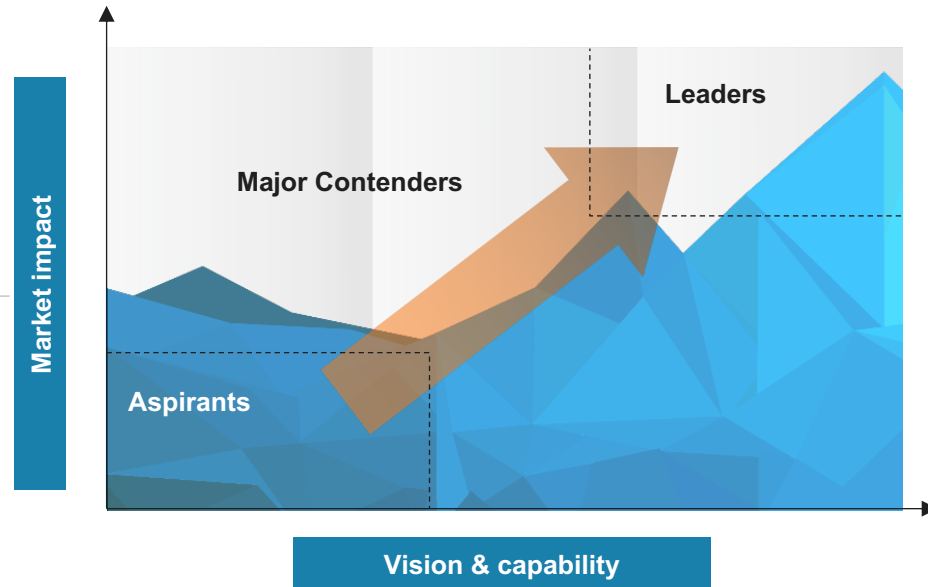 Leaders
Major Contenders
Market impact
Aspirants
Vision & capability